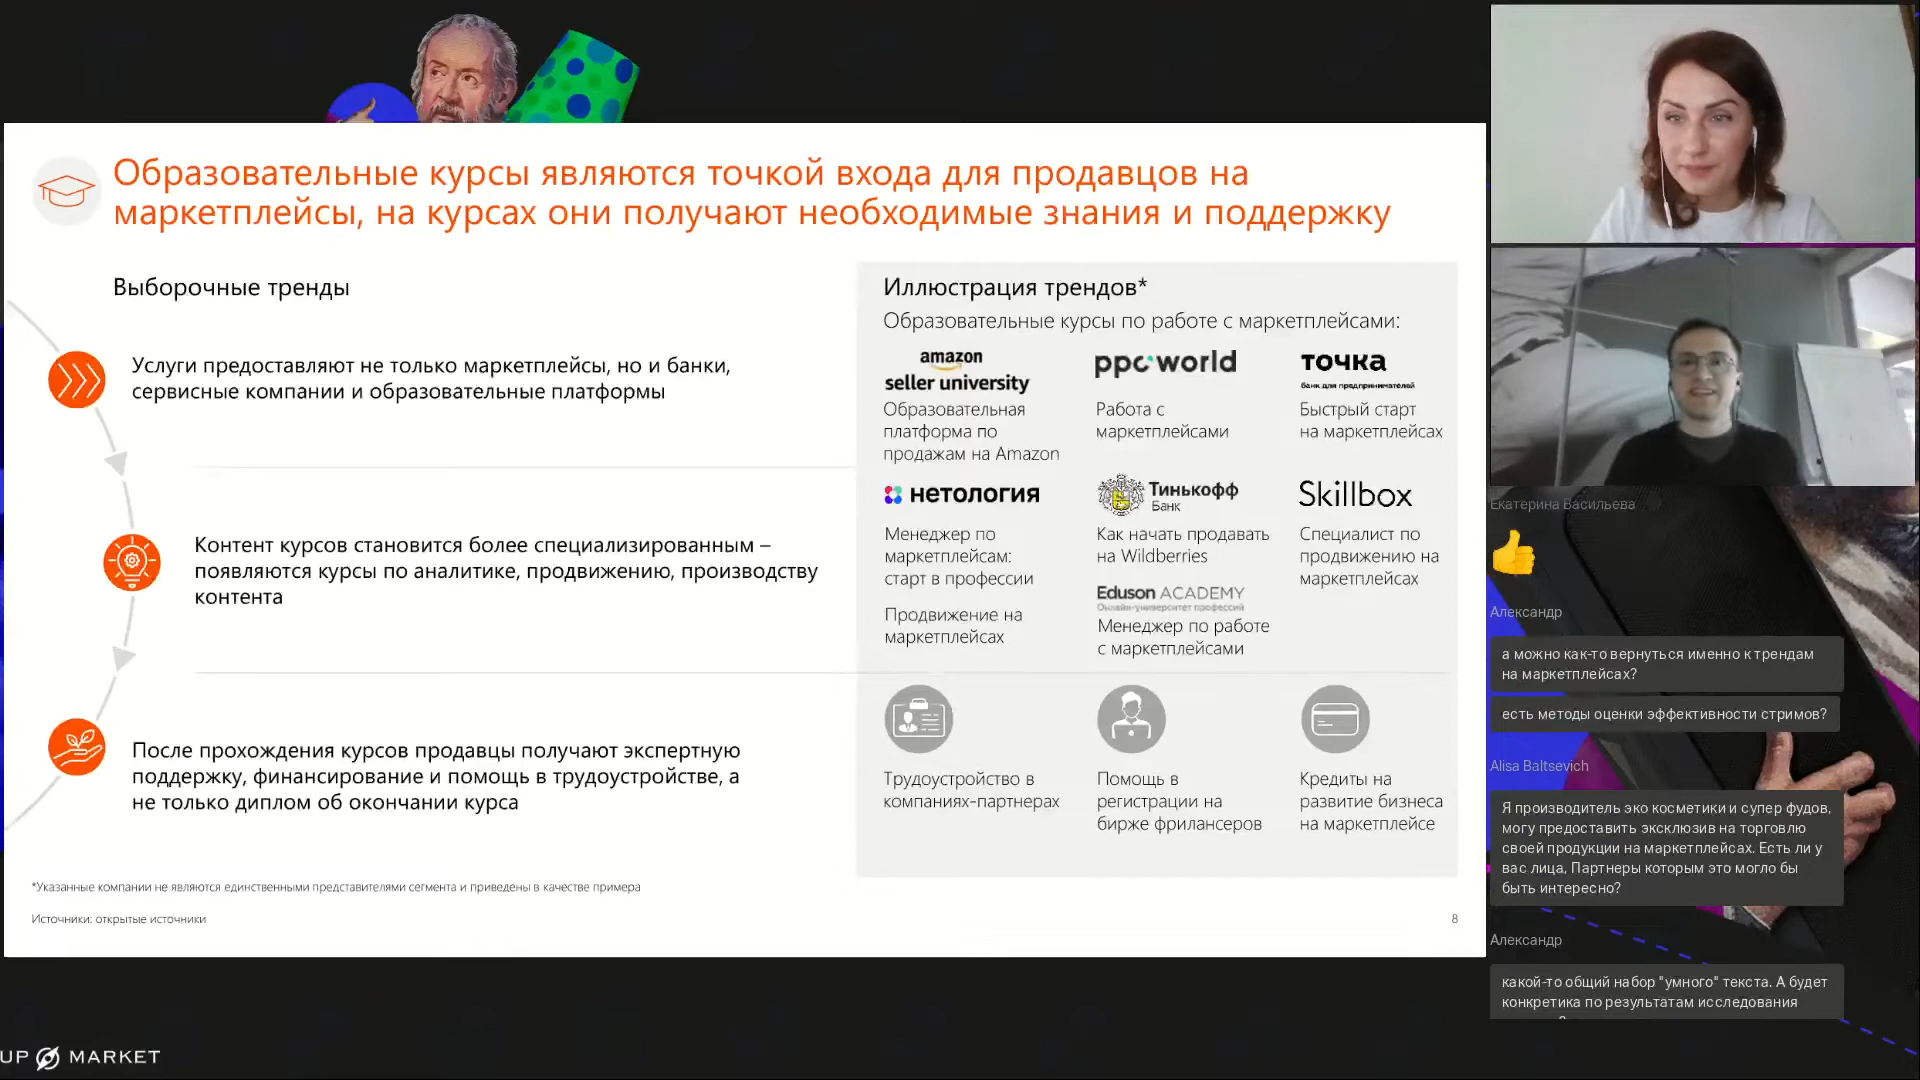 Образовательные курсы являются точкой входа для продавцов на
маркетплейсы, на курсах они получают необходимые знания и поддержку
Выборочные тренды
Услуги предоставляют не только маркетплейсы, но и банки,
сервисные компании и образовательные платформы
Контент курсов становится более специализированным –
появляются курсы по аналитике, продвижению, производству
контента
После прохождения курсов продавцы получают экспертную
поддержку, финансирование и помощь в трудоустройстве, а
не только диплом об окончании курса
Иллюстрация трендов*
Образовательные курсы по работе с маркетплейсами:
amazon
seller university
Образовательная
платформа по
продажам на Amazon
ppc world
Работа с
маркетплейсами
точка
банк для предпринимателей
Быстрый старт
на маркетплейсах
нетология
Менеджер по
маркетплейсам:
старт в профессии
Продвижение на
маркетплейсах
Тинькофф
Банк
Как начать продавать
на Wildberries
Eduson ACADEMY
Онлайн-университет профессий
Менеджер по работе
с маркетплейсами
Skillbox
Специалист по
продвижению на
маркетплейсах
Трудоустройство в
компаниях-партнерах
Помощь в
регистрации на
бирже фрилансеров
Кредиты на
развитие бизнеса
на маркетплейсе
*Указанные компании не являются единственными представителями сегмента и приведены в качестве примера
Источники: открытые источники
8
UP MARKET
Екатерина Васильева
Александр
а можно как-то вернуться именно к трендам
на маркетплейсах?
есть методы оценки эффективности стримов?
Alisa Baltsevich
Я производитель эко косметики и супер фудов,
могу предоставить эксклюзив на торговлю
своей продукции на маркетплейсах. Есть ли у
вас лица, Партнеры которым это могло бы
быть интересно?
Александр
какой-то общий набор "умного" текста. А будет
конкретика по результатам исследования